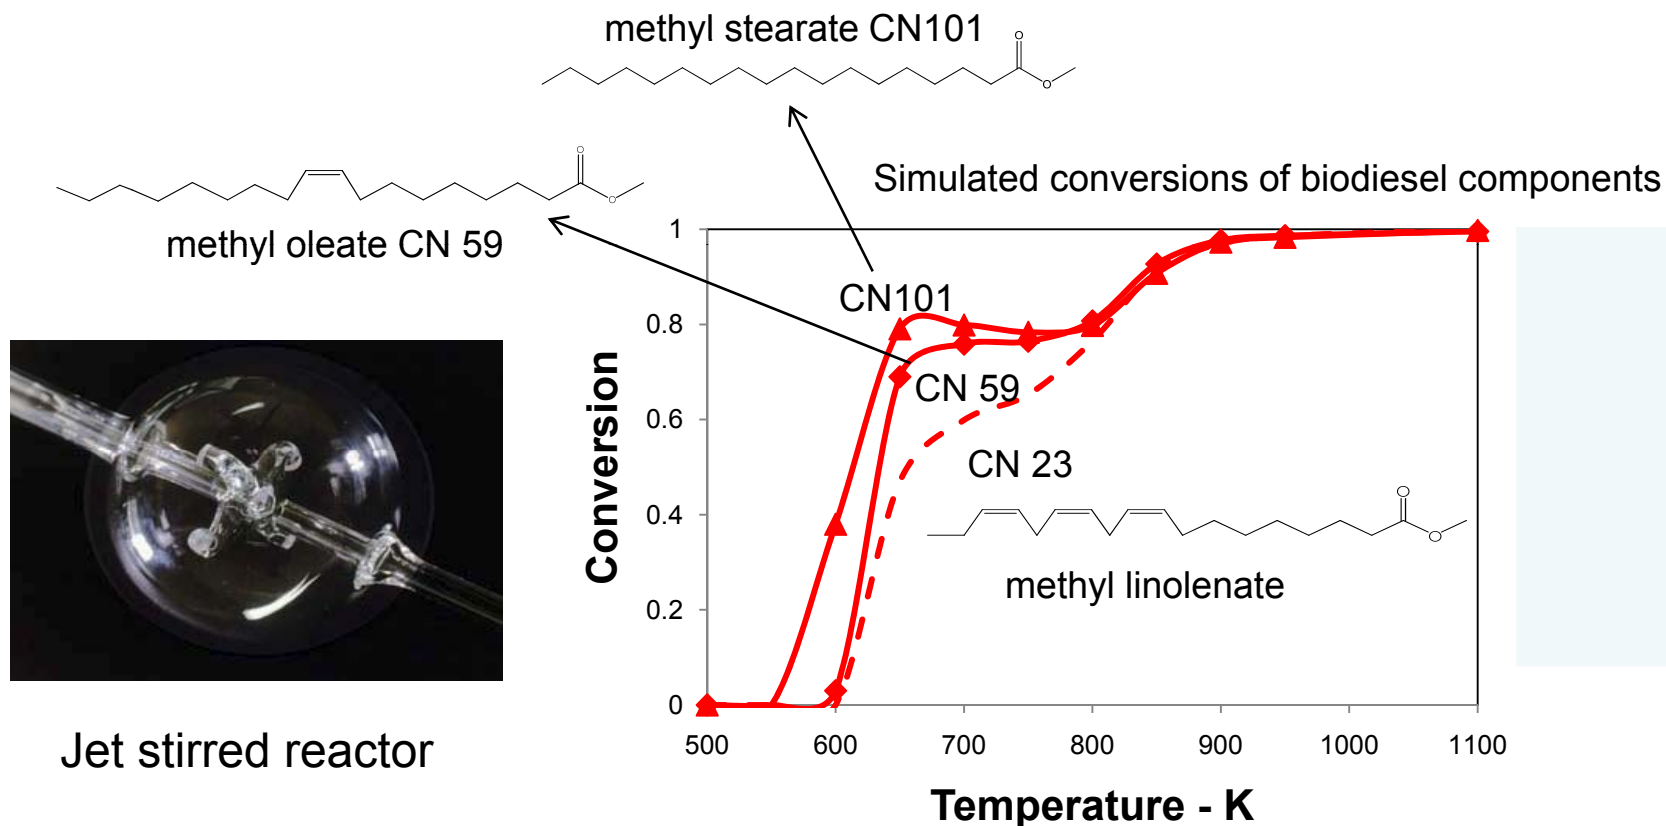 methyl stearate CN101
O
O
O
O
methyl oleate CN 59
Simulated conversions of biodiesel components
1
0.8
0.6
0.4
0.2
0
Conversion
CN101
CN 59
CN 23
O
O
methyl linolenate
500 600 700 800 900 1000 1100
Temperature - K
Jet stirred reactor